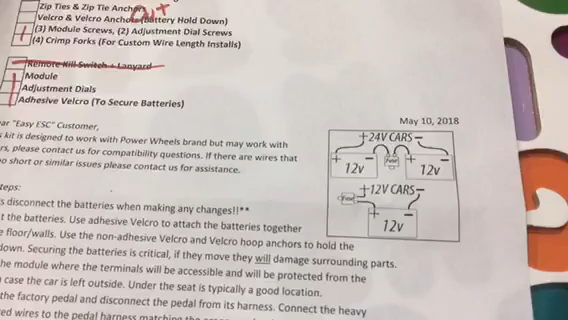 Zip Ties & Zip Tie Anchors
Velcro & Velcro Anchors (Battery Hold Down)
(3) Module Screws, (2) Adjustment Dial Screws
(4) Crimp Forks (For Custom Wire Length Installs)
Remote Kill Switch + Lanyard
Module
Adjustment Dials
Adhesive Velcro (To Secure Batteries)
May 10, 2018
ar "Easy ESC" Customer,
kit is designed to work with Power Wheels brand but may work with
rs, please contact us for compatibility questions. If there are wires that
o short or similar issues please contact us for assistance.
+24V CARS-
+ - Fuse + -
12v 12v
+12V CARS-
Fuse
+ -
12v
teps:
s disconnect the batteries when making any changes!!**
t the batteries. Use adhesive Velcro to attach the batteries together
e floor/walls. Use the non-adhesive Velcro and Velcro hoop anchors to hold the
down. Securing the batteries is critical, if they move they will damage surrounding parts.
he module where the terminals will be accessible and will be protected from the
case the car is left outside. Under the seat is typically a good location.
the factory pedal and disconnect the pedal from its harness. Connect the heavy
ed wires to the pedal harness matching the